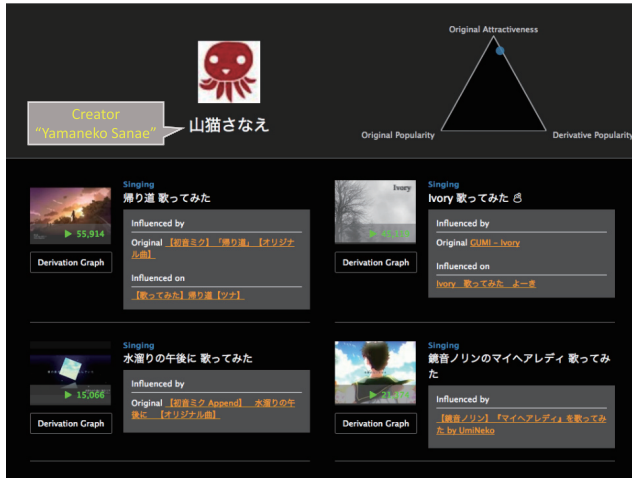 Original Attractiveness
Original Popularity
Derivative Popularity
Creator
"Yamaneko Sanae"
山猫さなえ
Singing
帰り道 歌ってみた
55,914
Derivation Graph
Influenced by
Original 【初音ミク】「帰り道」【オリジナ
ル曲】
Influenced on
【歌ってみた】帰り道【ツナ】
Ivory
Singing
Ivory 歌ってみた
Derivation Graph
Influenced by
Original GUMI – Ivory
Influenced on
Ivory 歌ってみた よーき
Singing
水溜りの午後に 歌ってみた
15,066
Derivation Graph
Influenced by
Original 【初音ミク Append】 水溜りの午
後に 【オリジナル曲】
Singing
鏡音ノリンのマイヘアレディ 歌ってみ
た
Derivation Graph
Influenced by
【鏡音ノリン】『マイヘアレディ』を歌ってみ
た by UmiNeko